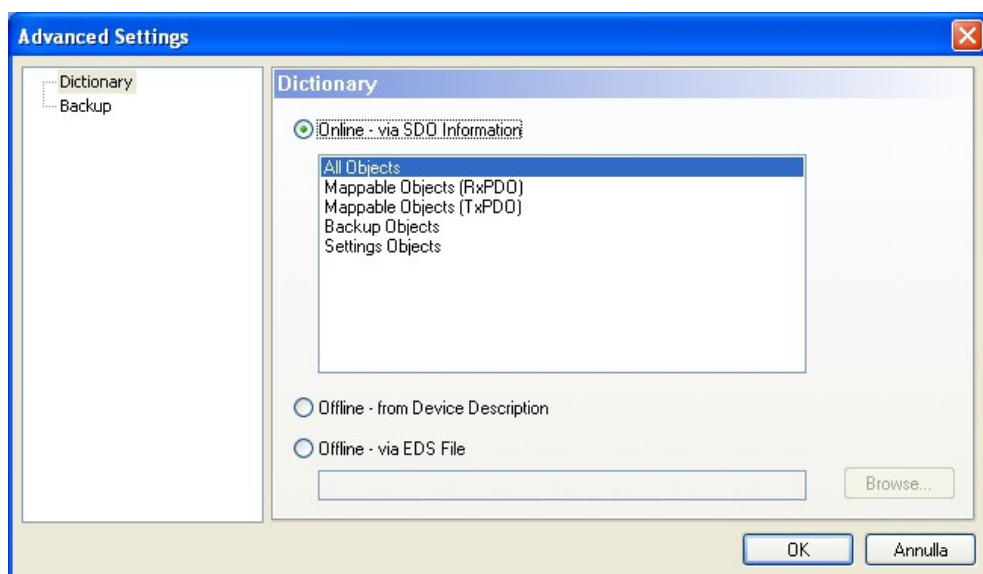 Advanced Settings
Dictionary
Backup
Dictionary
Online - via SDO Information
All Objects
Mappable Objects (RxPDO)
Mappable Objects (TxPDO)
Backup Objects
Settings Objects
Offline - from Device Description
Offline - via EDS File
Browse...
OK
Annulla